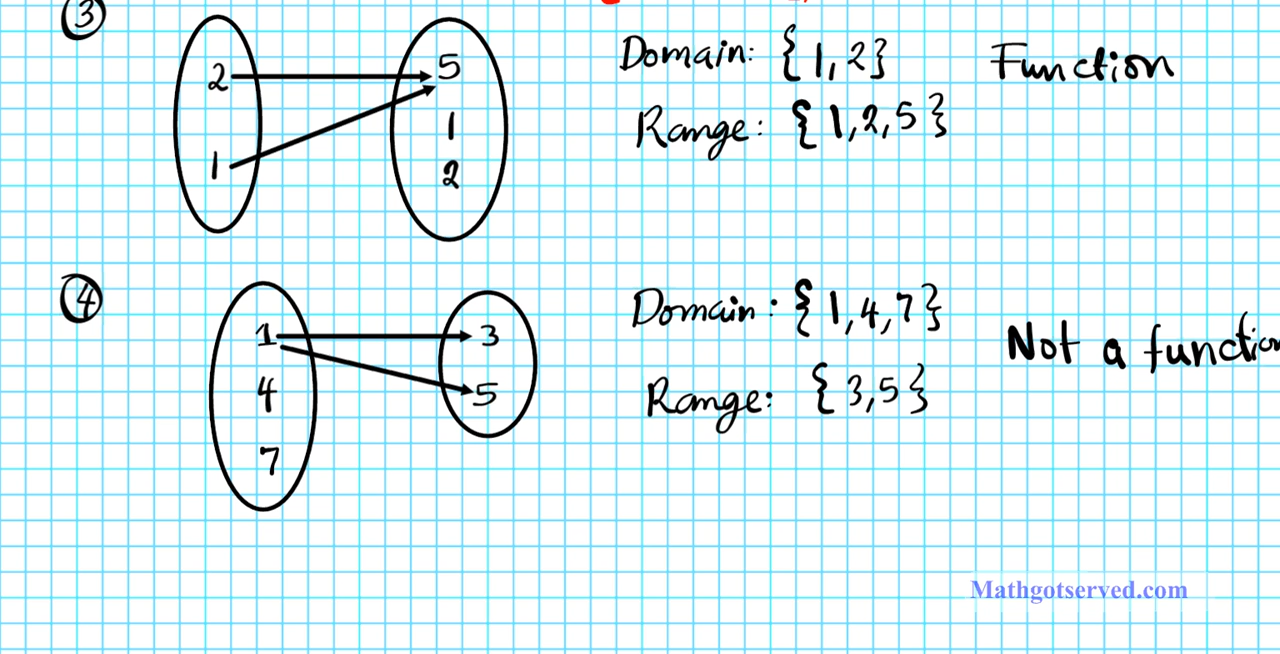 ③
2
1
5
1
2
Domain: {1,2}
Range: {1,2,5}
Function
④
1
4
7
3
5
Domain: {1,4,7}
Range: {3,5}
Not a function
Mathgotserved.com